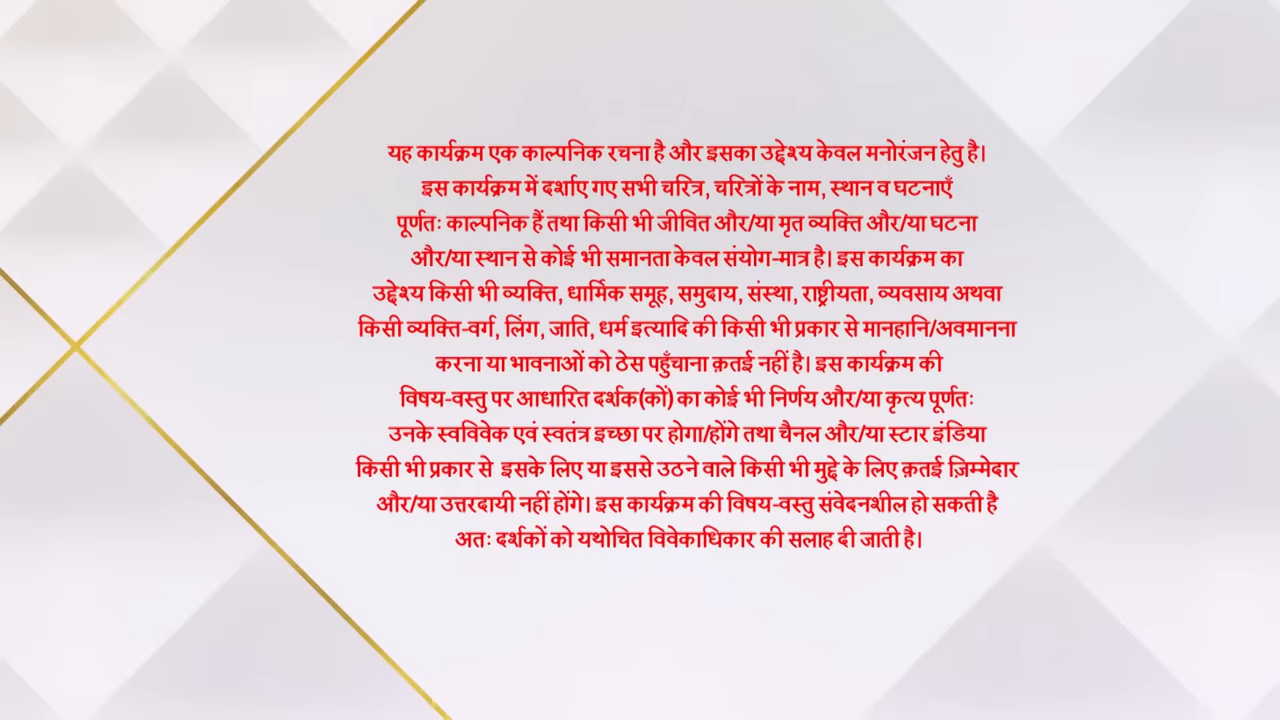 यह कार्यक्रम एक काल्पनिक रचना है और इसका उद्देश्य केवल मनोरंजन हेतु है।
इस कार्यक्रम में दर्शाए गए सभी चरित्र, चरित्रों के नाम, स्थान व घटनाएँ
पूर्णतः काल्पनिक हैं तथा किसी भी जीवित और/या मृत व्यक्ति और/या घटना
और/या स्थान से कोई भी समानता केवल संयोग-मात्र है। इस कार्यक्रम का
उद्देश्य किसी भी व्यक्ति, धार्मिक समूह, समुदाय, संस्था, राष्ट्रीयता, व्यवसाय अथवा
किसी व्यक्ति-वर्ग, लिंग, जाति, धर्म इत्यादि की किसी भी प्रकार से मानहानि/अवमानना
करना या भावनाओं को ठेस पहुँचाना क़तई नहीं है। इस कार्यक्रम की
विषय-वस्तु पर आधारित दर्शक(कों) का कोई भी निर्णय और/या कृत्य पूर्णतः
उनके स्वविवेक एवं स्वतंत्र इच्छा पर होगा/होंगे तथा चैनल और/या स्टार इंडिया
किसी भी प्रकार से इसके लिए या इससे उठने वाले किसी भी मुद्दे के लिए क़तई ज़िम्मेदार
और/या उत्तरदायी नहीं होंगे। इस कार्यक्रम की विषय-वस्तु संवेदनशील हो सकती है
अतः दर्शकों को यथोचित विवेकाधिकार की सलाह दी जाती है।